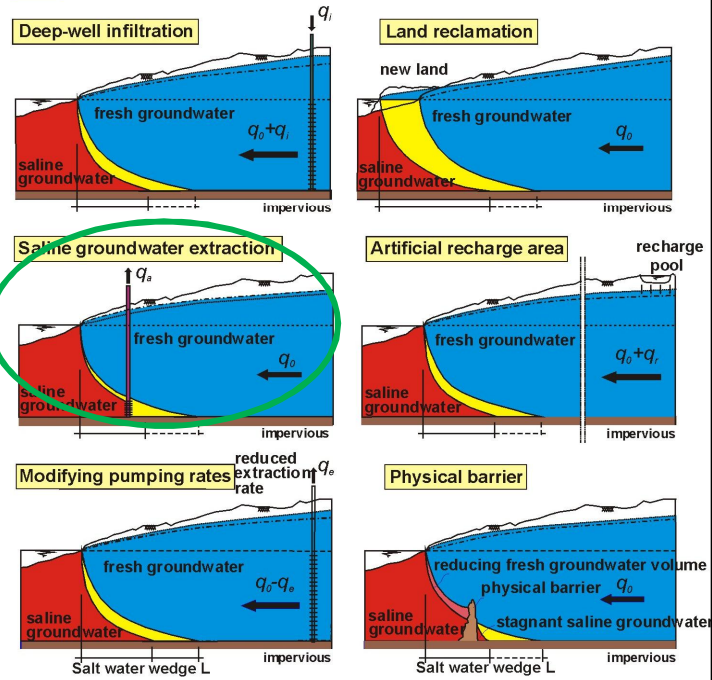 Deep-well infiltration
qi
fresh groundwater
q0+qi
saline
groundwater
impervious
Land reclamation
new land
fresh groundwater
q0
saline
groundwater
impervious
Saline groundwater extraction
qa
fresh groundwater
q0
saline
groundwater
impervious
Artificial recharge area
recharge
pool
fresh groundwater
q0+qr
saline
groundwater
impervious
Modifying pumping rates
reduced
extraction
rate
qe
fresh groundwater
q0-qe
saline
groundwater
impervious
Salt water wedge L
Physical barrier
reducing fresh groundwater volume
physical barrier
q0
saline
groundwater
stagnant saline groundwater
impervious
Salt water wedge L